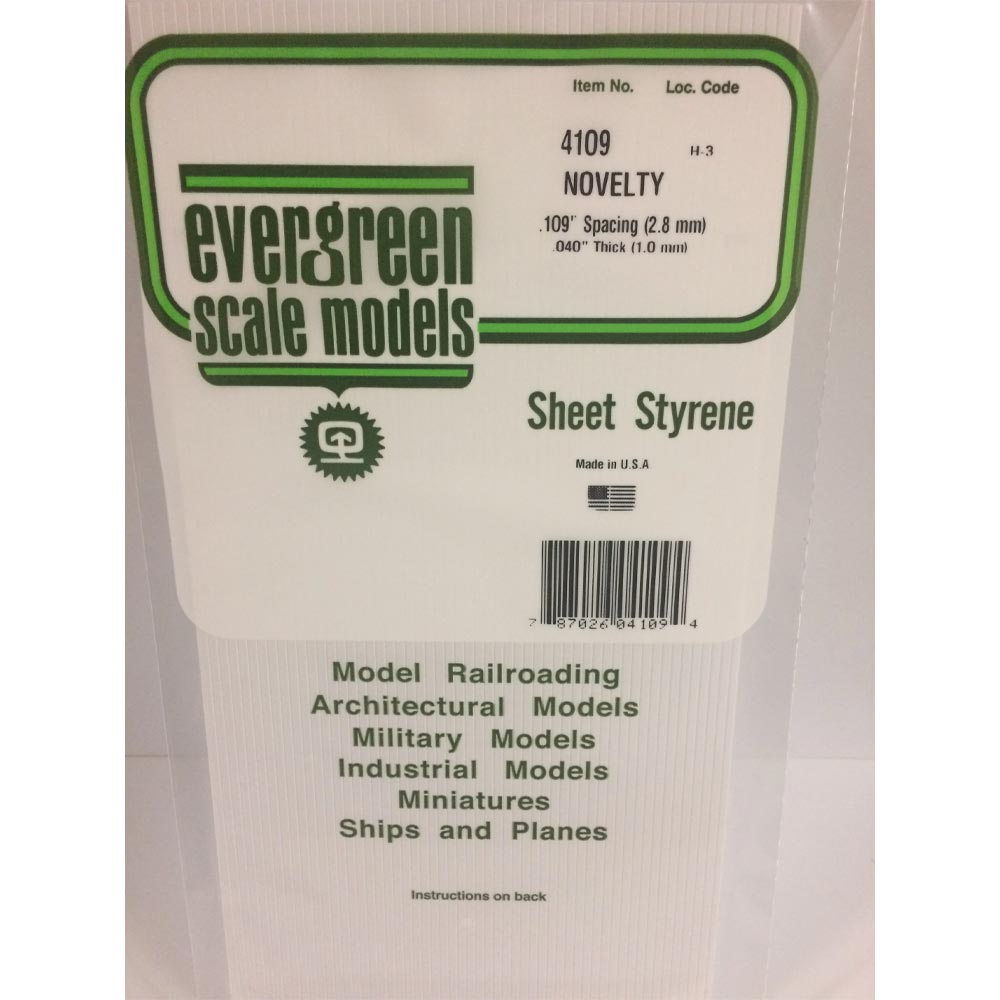 Item No. Loc. Code
4109 H-3
NOVELTY
.109" Spacing (2.8 mm)
.040" Thick (1.0 mm)
evergreen
scale models
Sheet Styrene
Made in U.S.A
7 87026 04109 4
Model Railroading
Architectural Models
Military Models
Industrial Models
Miniatures
Ships and Planes
Instructions on back